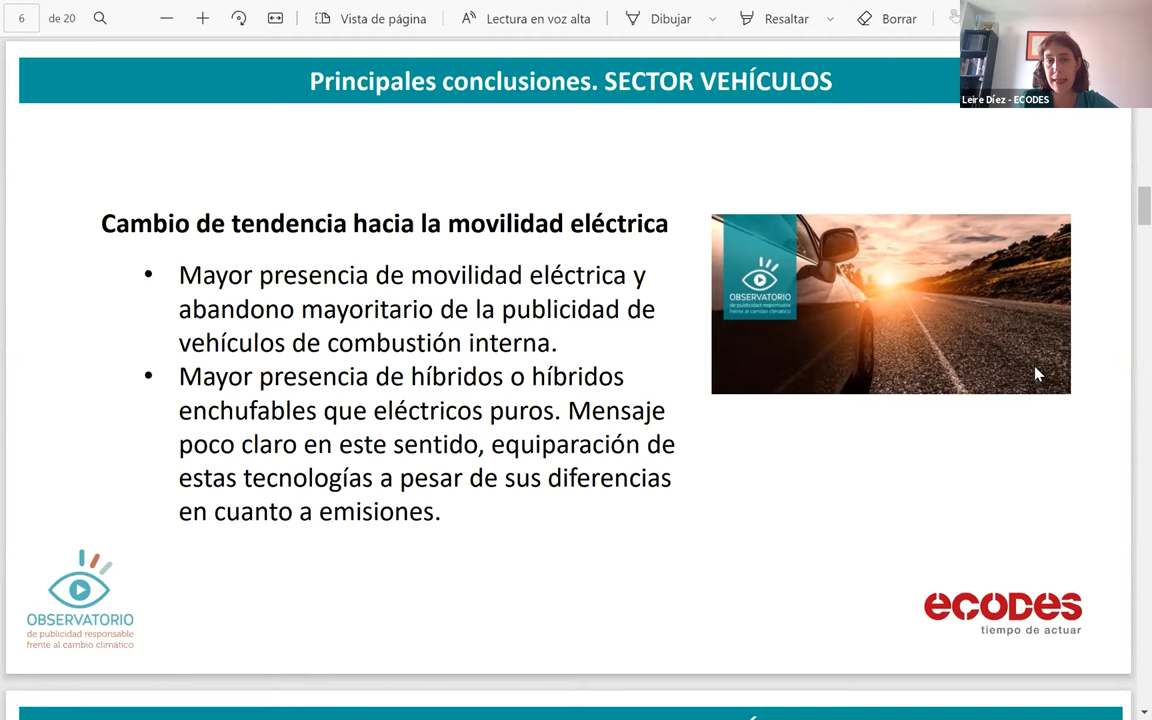 6 de 20 Vista de página Lectura en voz alta Dibujar Resaltar Borrar
Principales conclusiones. SECTOR VEHÍCULOS
Leire Díez - ECODES
Cambio de tendencia hacia la movilidad eléctrica
• Mayor presencia de movilidad eléctrica y
abandono mayoritario de la publicidad de
vehículos de combustión interna.
• Mayor presencia de híbridos o híbridos
enchufables que eléctricos puros. Mensaje
poco claro en este sentido, equiparación de
estas tecnologías a pesar de sus diferencias
en cuanto a emisiones.
OBSERVATORIO
de publicidad responsable
frente al cambio climático
OBSERVATORIO
de publicidad responsable
frente al cambio climático
ecodes
tiempo de actuar